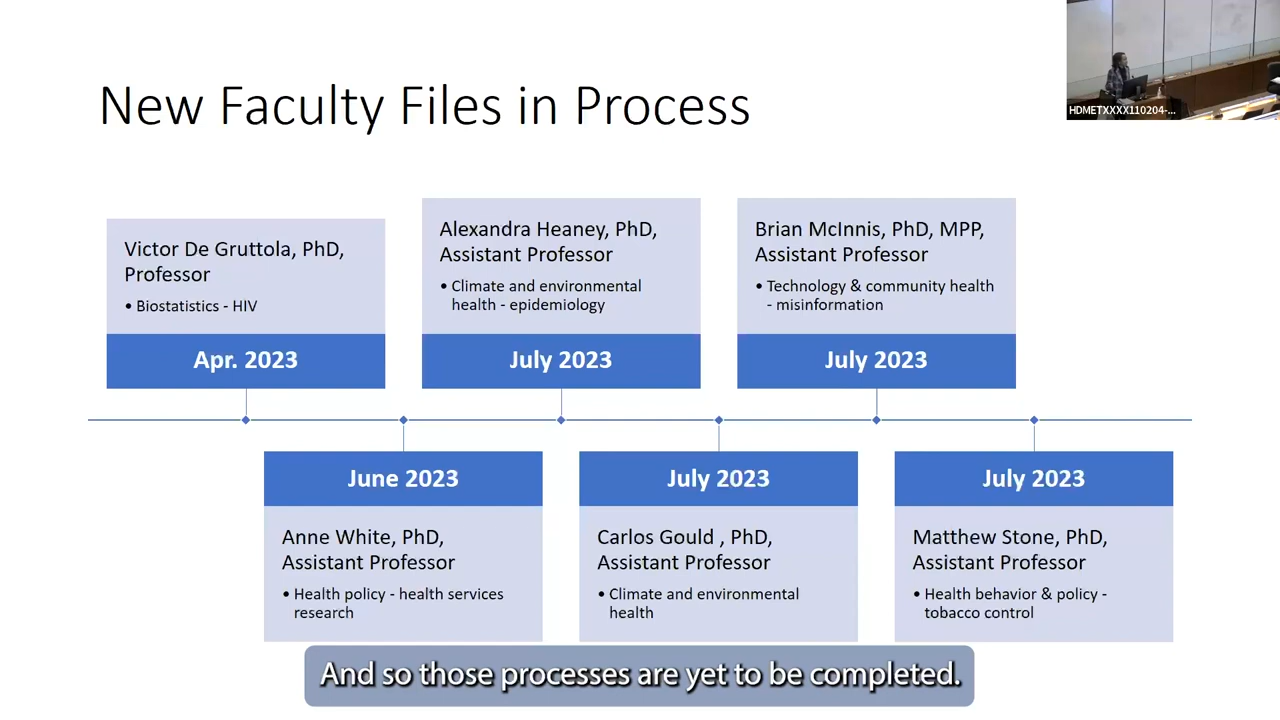 New Faculty Files in Process
HDMETXXXX110204-...
Victor De Gruttola, PhD,
Professor
• Biostatistics - HIV
Apr. 2023
Alexandra Heaney, PhD,
Assistant Professor
• Climate and environmental
health - epidemiology
July 2023
Brian McInnis, PhD, MPP,
Assistant Professor
• Technology & community health
- misinformation
July 2023
June 2023
Anne White, PhD,
Assistant Professor
• Health policy - health services
research
July 2023
Carlos Gould , PhD,
Assistant Professor
• Climate and environmental
health
July 2023
Matthew Stone, PhD,
Assistant Professor
• Health behavior & policy -
tobacco control
And so those processes are yet to be completed.